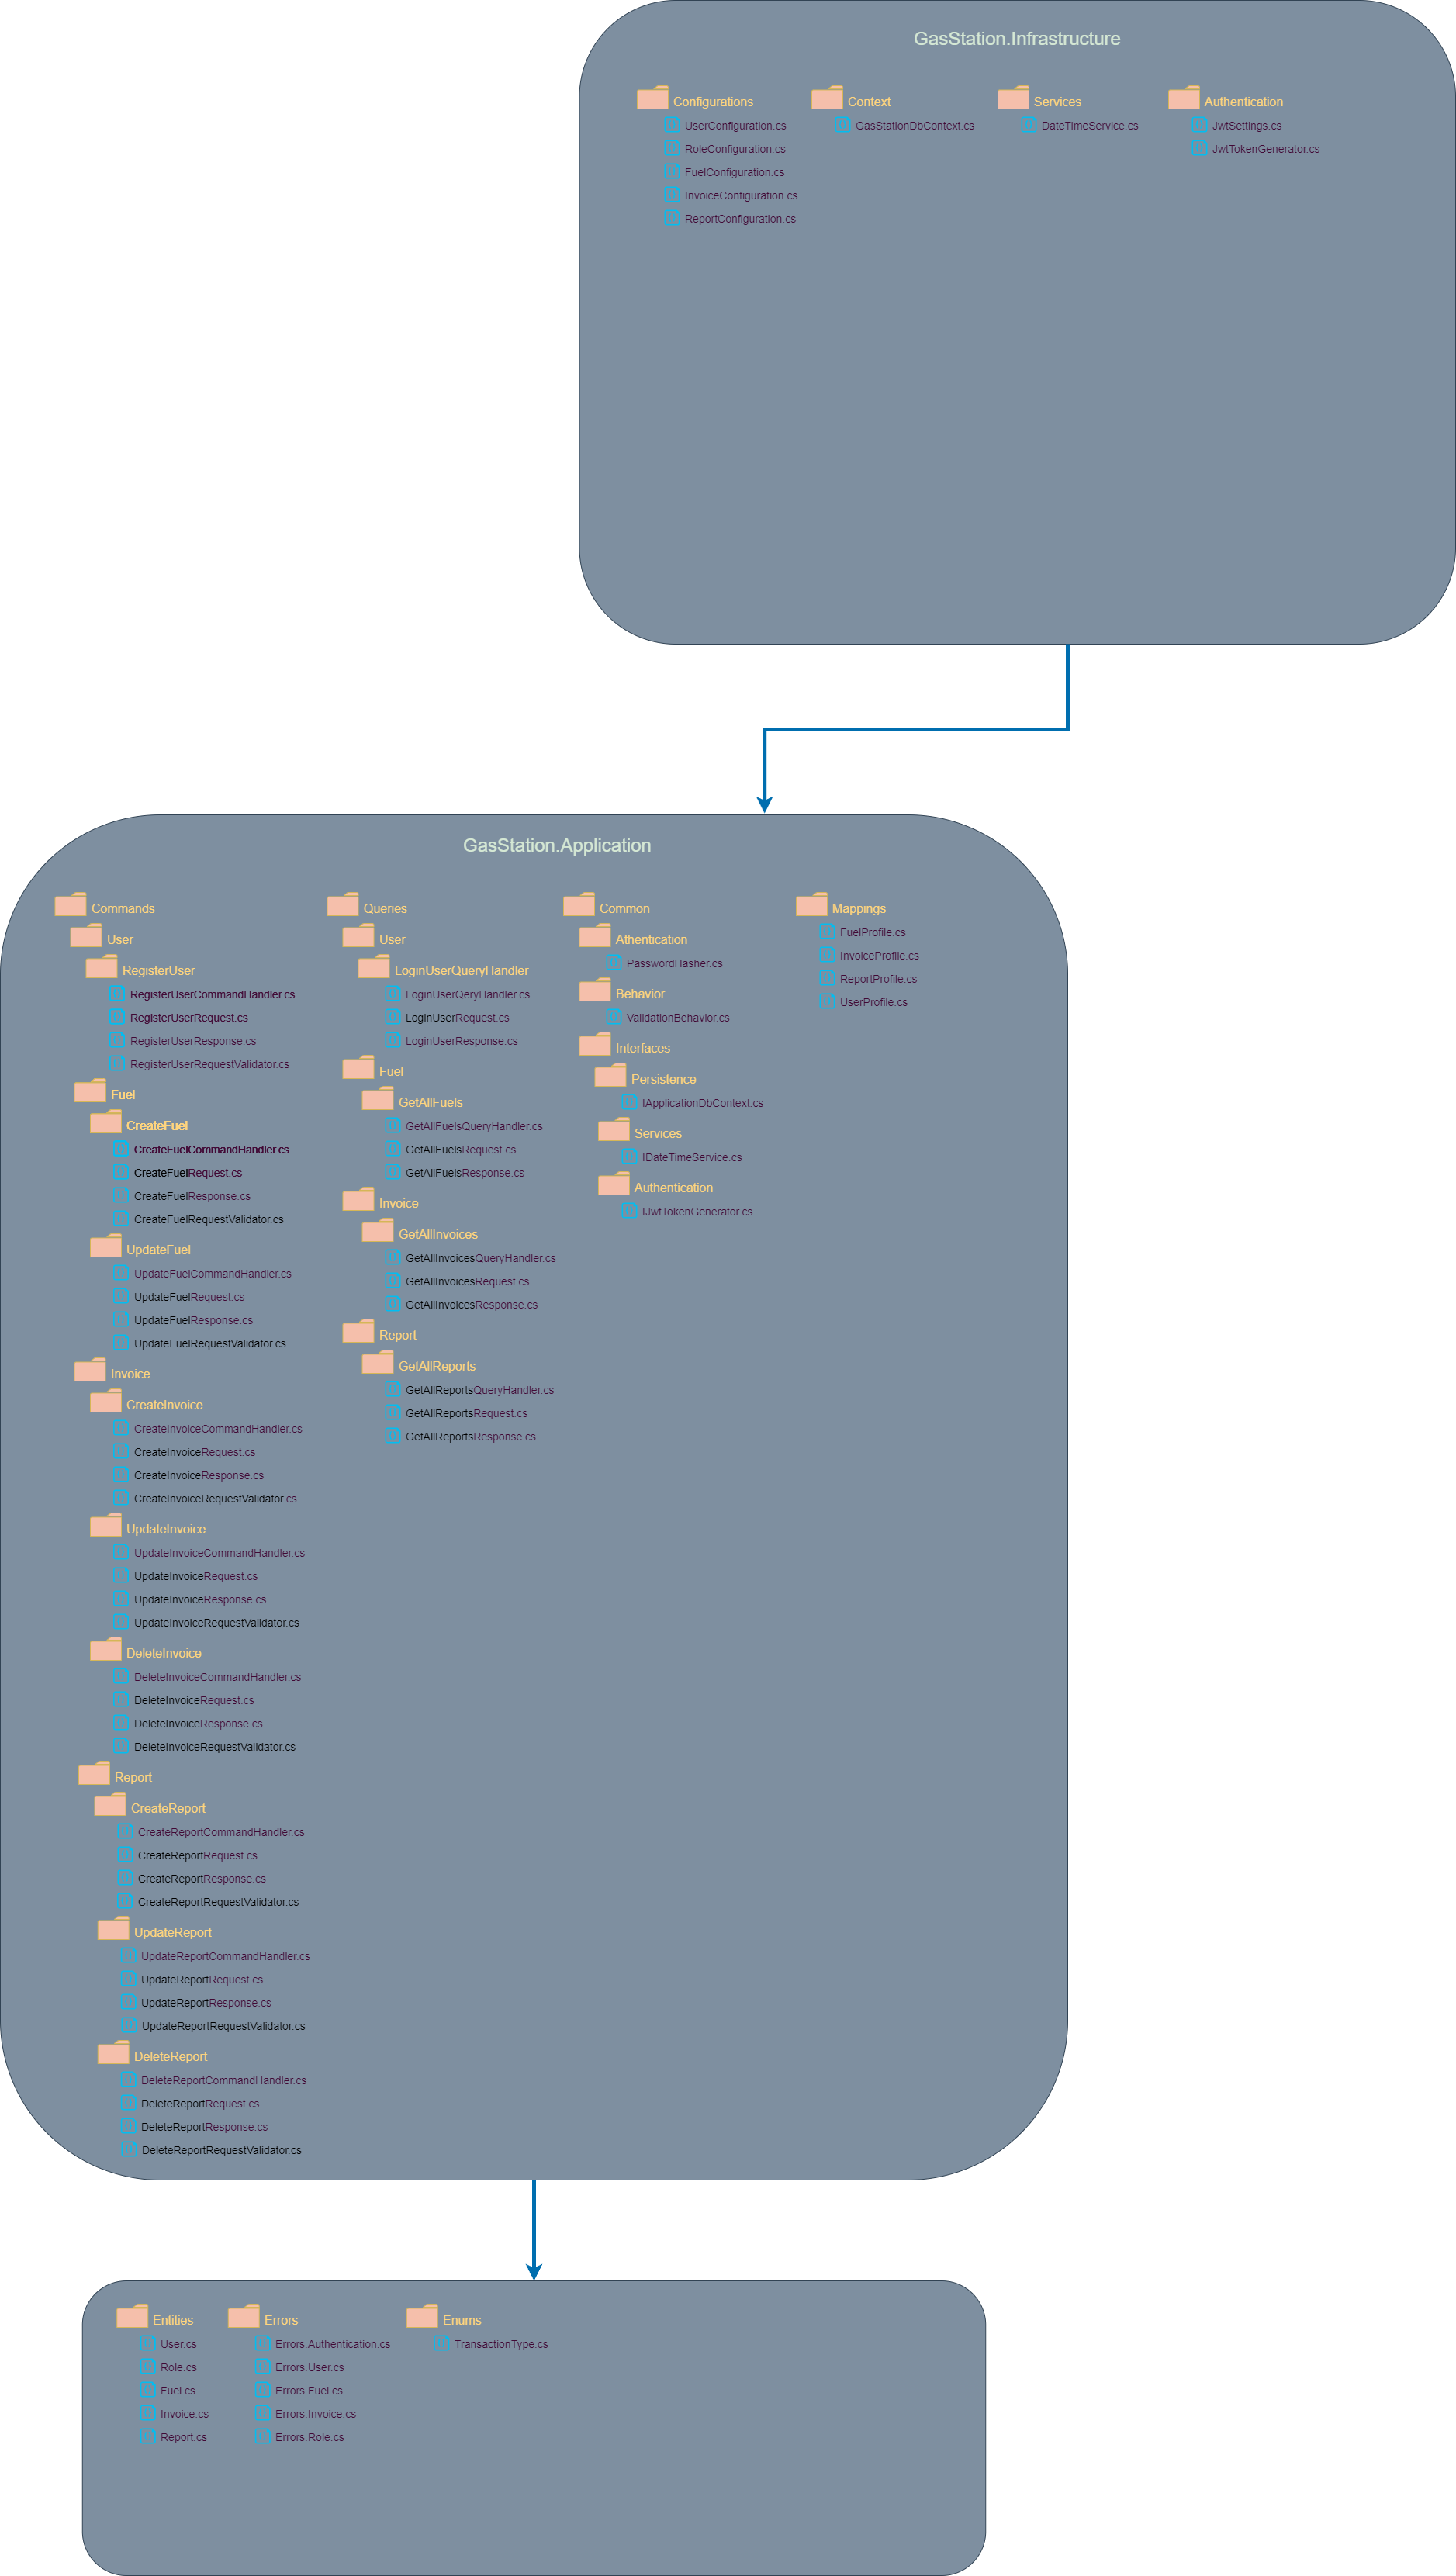 GasStation.Infrastructure
Configurations
UserConfiguration.cs
RoleConfiguration.cs
FuelConfiguration.cs
InvoiceConfiguration.cs
ReportConfiguration.cs
Context
GasStationDbContext.cs
Services
DateTimeService.cs
Authentication
JwtSettings.cs
JwtTokenGenerator.cs
GasStation.Application
Commands
User
RegisterUser
RegisterUserCommandHandler.cs
RegisterUserRequest.cs
RegisterUserResponse.cs
RegisterUserRequestValidator.cs
Fuel
CreateFuel
CreateFuelCommandHandler.cs
CreateFuelRequest.cs
CreateFuelResponse.cs
CreateFuelRequestValidator.cs
UpdateFuel
UpdateFuelCommandHandler.cs
UpdateFuelRequest.cs
UpdateFuelResponse.cs
UpdateFuelRequestValidator.cs
Invoice
CreateInvoice
CreateInvoiceCommandHandler.cs
CreateInvoiceRequest.cs
CreateInvoiceResponse.cs
CreateInvoiceRequestValidator.cs
UpdateInvoice
UpdateInvoiceCommandHandler.cs
UpdateInvoiceRequest.cs
UpdateInvoiceResponse.cs
UpdateInvoiceRequestValidator.cs
DeleteInvoice
DeleteInvoiceCommandHandler.cs
DeleteInvoiceRequest.cs
DeleteInvoiceResponse.cs
DeleteInvoiceRequestValidator.cs
Report
CreateReport
CreateReportCommandHandler.cs
CreateReportRequest.cs
CreateReportResponse.cs
CreateReportRequestValidator.cs
UpdateReport
UpdateReportCommandHandler.cs
UpdateReportRequest.cs
UpdateReportResponse.cs
UpdateReportRequestValidator.cs
DeleteReport
DeleteReportCommandHandler.cs
DeleteReportRequest.cs
DeleteReportResponse.cs
DeleteReportRequestValidator.cs
Queries
User
LoginUserQueryHandler
LoginUserQeryHandler.cs
LoginUserRequest.cs
LoginUserResponse.cs
Fuel
GetAllFuels
GetAllFuelsQueryHandler.cs
GetAllFuelsRequest.cs
GetAllFuelsResponse.cs
Invoice
GetAllInvoices
GetAllInvoicesQueryHandler.cs
GetAllInvoicesRequest.cs
GetAllInvoicesResponse.cs
Report
GetAllReports
GetAllReportsQueryHandler.cs
GetAllReportsRequest.cs
GetAllReportsResponse.cs
Common
Athentication
PasswordHasher.cs
Behavior
ValidationBehavior.cs
Interfaces
Persistence
IApplicationDbContext.cs
Services
IDateTimeService.cs
Authentication
IJwtTokenGenerator.cs
Mappings
FuelProfile.cs
InvoiceProfile.cs
ReportProfile.cs
UserProfile.cs
Entities
User.cs
Role.cs
Fuel.cs
Invoice.cs
Report.cs
Errors
Errors.Authentication.cs
Errors.User.cs
Errors.Fuel.cs
Errors.Invoice.cs
Errors.Role.cs
Enums
TransactionType.cs